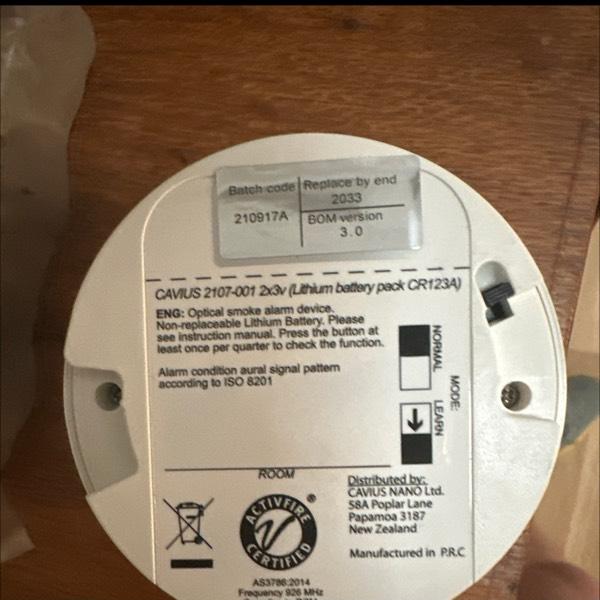 Batch code
210917A
Replace by end
2033
BOM version
3.0
CAVIUS 2107-001 2x3v (Lithium battery pack CR123A)
ENG: Optical smoke alarm device.
Non-replaceable Lithium Battery. Please
see instruction manual. Press the button at
least once per quarter to check the function.
Alarm condition aural signal pattern
according to ISO 8201
NORMAL
LEARN
MODE:
ROOM
ACTIVFIRE
®
CERTIFIED
Distributed by:
CAVIUS NANO Ltd.
58A Poplar Lane
Papamoa 3187
New Zealand
Manufactured in P.R.C
AS3786:2014
Frequency 926 MHz